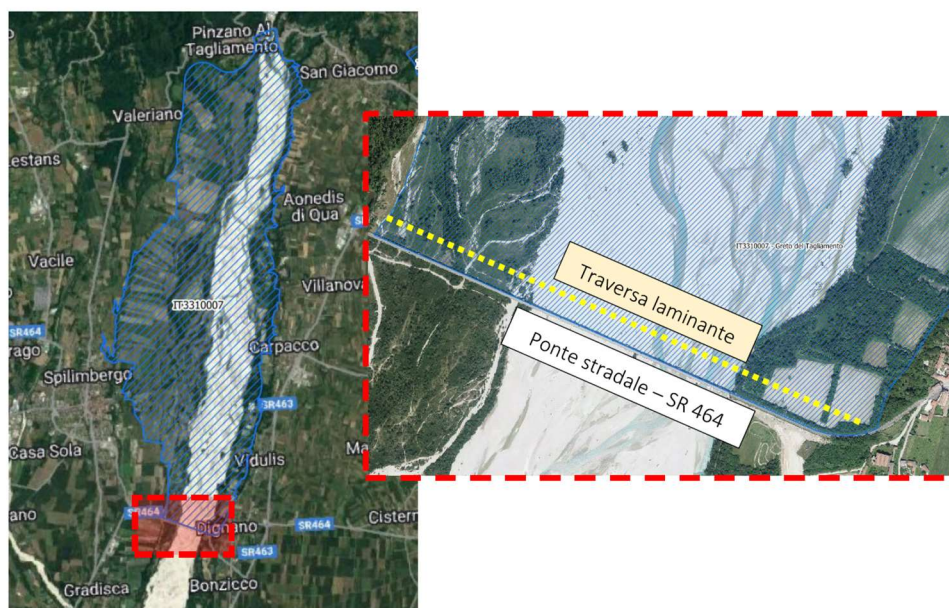 Pinzano Al
Tagliamento
San Giacomo
Valeriano
estans
Aonedis
di Qua
Vacile
Villanova
IT3310007
SR464
rago
Carpacco
Spilimbergo
SR463
Casa Sola
Vidulis
Ma
ano
SR464
Dignano
SR464
Cistern
SR463
Gradisca
Bonzicco
IT3310007 - Greto del Tagliamento
Traversa laminante
Ponte stradale – SR 464